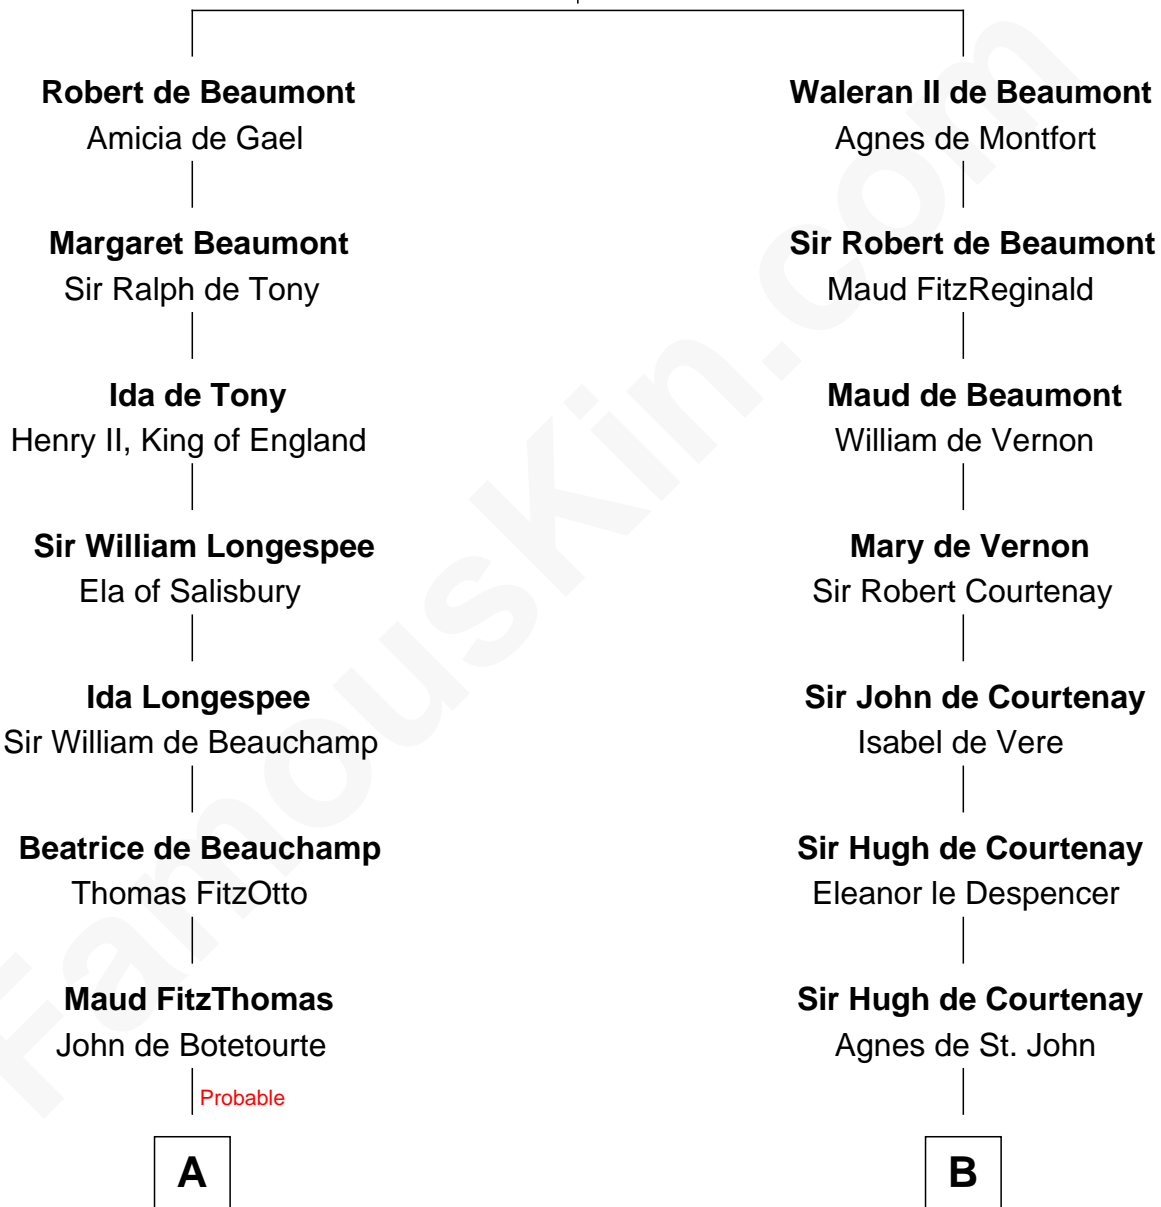 Robert de Beaumont
Amicia de Gael
Margaret Beaumont
Sir Ralph de Tony
Ida de Tony
Henry II, King of England
Sir William Longespee
Ela of Salisbury
Ida Longespee
Sir William de Beauchamp
Beatrice de Beauchamp
Thomas FitzOtto
Maud FitzThomas
John de Botetourte
Probable
A
Waleran II de Beaumont
Agnes de Montfort
Sir Robert de Beaumont
Maud FitzReginald
Maud de Beaumont
William de Vernon
Mary de Vernon
Sir Robert Courtenay
Sir John de Courtenay
Isabel de Vere
Sir Hugh de Courtenay
Eleanor le Despencer
Sir Hugh de Courtenay
Agnes de St. John
B
FamousKin.com